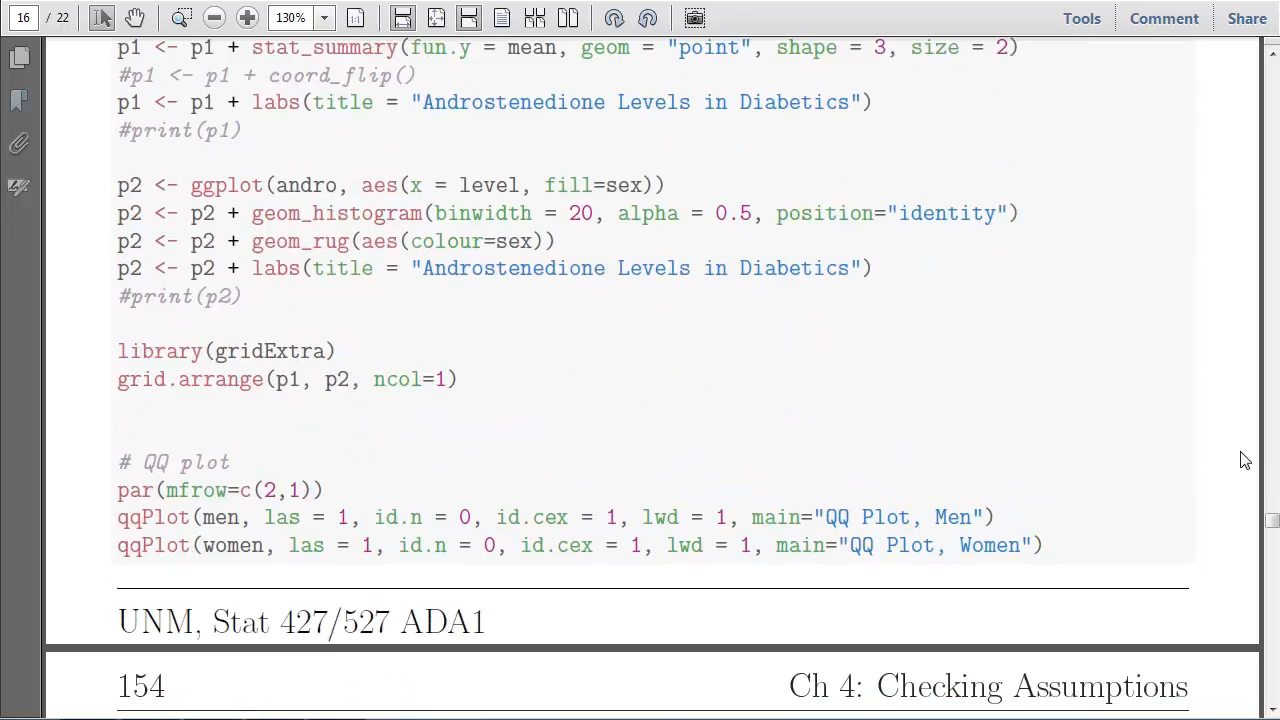 16 / 22 130% Tools Comment Share
p1 <- p1 + stat_summary(fun.y = mean, geom = "point", shape = 3, size = 2)
#p1 <- p1 + coord_flip()
p1 <- p1 + labs(title = "Androstenedione Levels in Diabetics")
#print(p1)
p2 <- ggplot(andro, aes(x = level, fill=sex))
p2 <- p2 + geom_histogram(binwidth = 20, alpha = 0.5, position="identity")
p2 <- p2 + geom_rug(aes(colour=sex))
p2 <- p2 + labs(title = "Androstenedione Levels in Diabetics")
#print(p2)
library(gridExtra)
grid.arrange(p1, p2, ncol=1)
# QQ plot
par(mfrow=c(2,1))
qqPlot(men, las = 1, id.n = 0, id.cex = 1, lwd = 1, main="QQ Plot, Men")
qqPlot(women, las = 1, id.n = 0, id.cex = 1, lwd = 1, main="QQ Plot, Women")
UNM, Stat 427/527 ADA1
154 Ch 4: Checking Assumptions